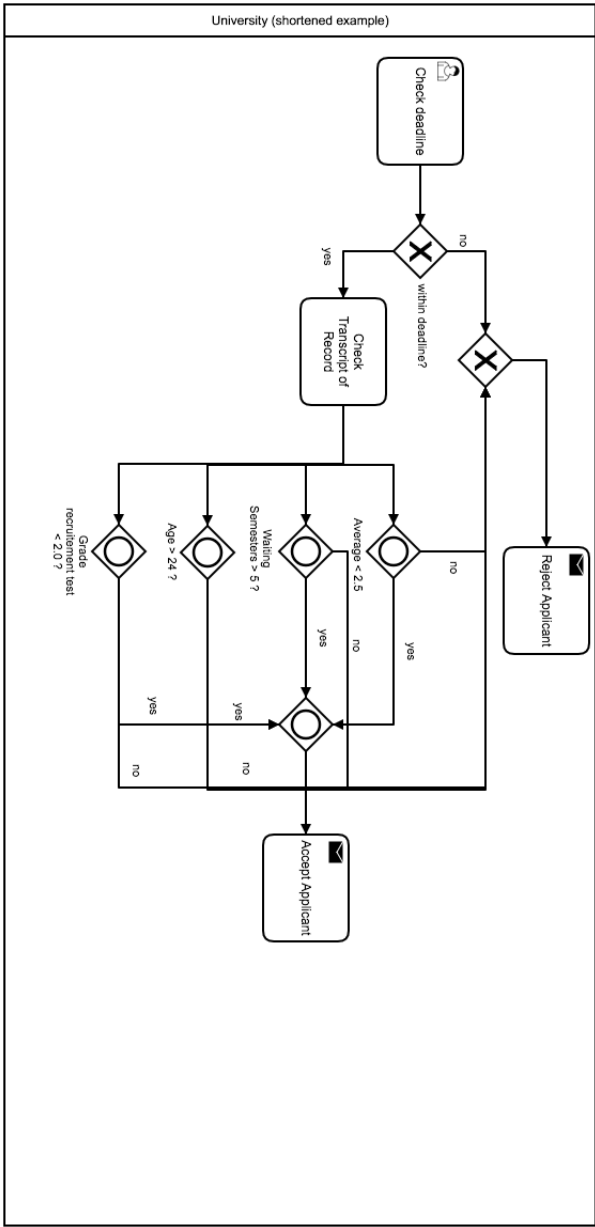 University (shortened example)
Check deadline
no
yes
within deadline?
Check
Transcript of
Record
Reject Applicant
Average < 2.5
Waiting
Semesters > 5 ?
Age > 24 ?
Grade
recruitement test
< 2.0 ?
no
yes
no
yes
yes
yes
no
no
Accept Applicant